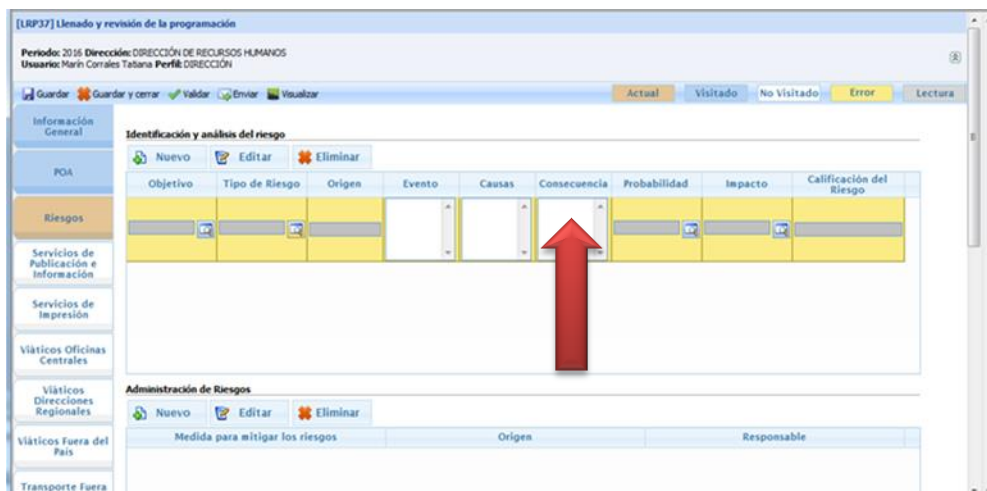 [LRP37] Llenado y revisión de la programación
Periodo: 2016 Dirección: DIRECCIÓN DE RECURSOS HUMANOS
Usuario: Marín Corrales Tatiana Perfil: DIRECCIÓN
Guardar Guardar y cerrar Validar Enviar Visualizar
Actual Visitado No Visitado Error Lectura
Información
General
POA
Riesgos
Servicios de
Publicación e
Información
Servicios de
Impresión
Viáticos Oficinas
Centrales
Viáticos
Direcciones
Regionales
Viáticos Fuera del
País
Transporte Fuera
Identificación y análisis del riesgo
Nuevo Editar Eliminar
Objetivo Tipo de Riesgo Origen Evento Causas Consecuencia Probabilidad Impacto Calificación del
Riesgo
Administración de Riesgos
Nuevo Editar Eliminar
Medida para mitigar los riesgos Origen Responsable